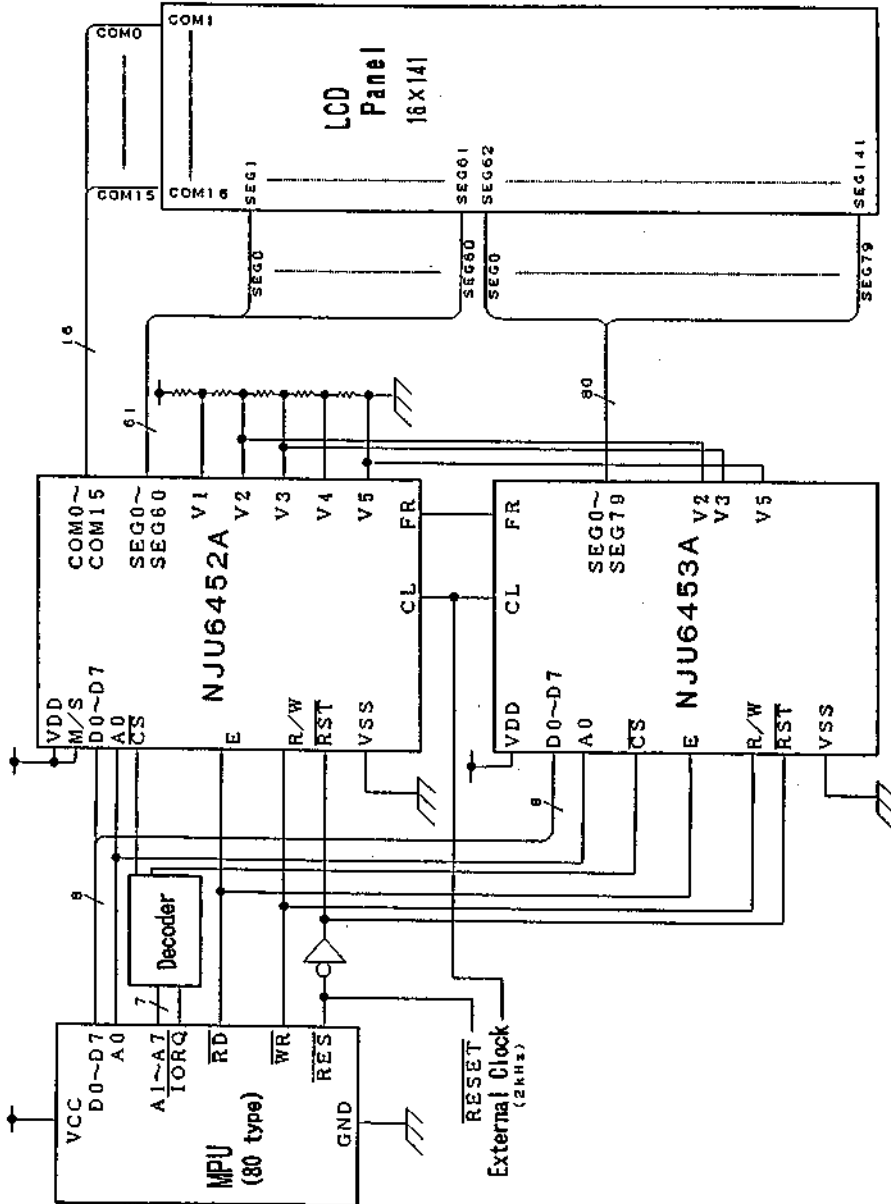 VCC
D0~D7
A0
A1~A7
IORQ
RD
WR
RES
GND
MPU
(80 type)
8
7
Decoder
RESET
External Clock
(2kHz)
VDD
M/S
D0~D7
A0
CS
E
R/W
RST
VSS
NJU6452A
COM0~
COM15
SEG0~
SEG60
V1
V2
V3
V4
V5
CL
FR
8
VDD
D0~D7
A0
CS
E
R/W
RST
VSS
NJU6453A
CL
FR
SEG0~
SEG79
V2
V3
V5
16
61
80
COM0
COM15
SEG0
SEG60
SEG0
SEG79
COM1
COM16
SEG1
SEG61
SEG62
SEG141
LCD
Panel
16X141